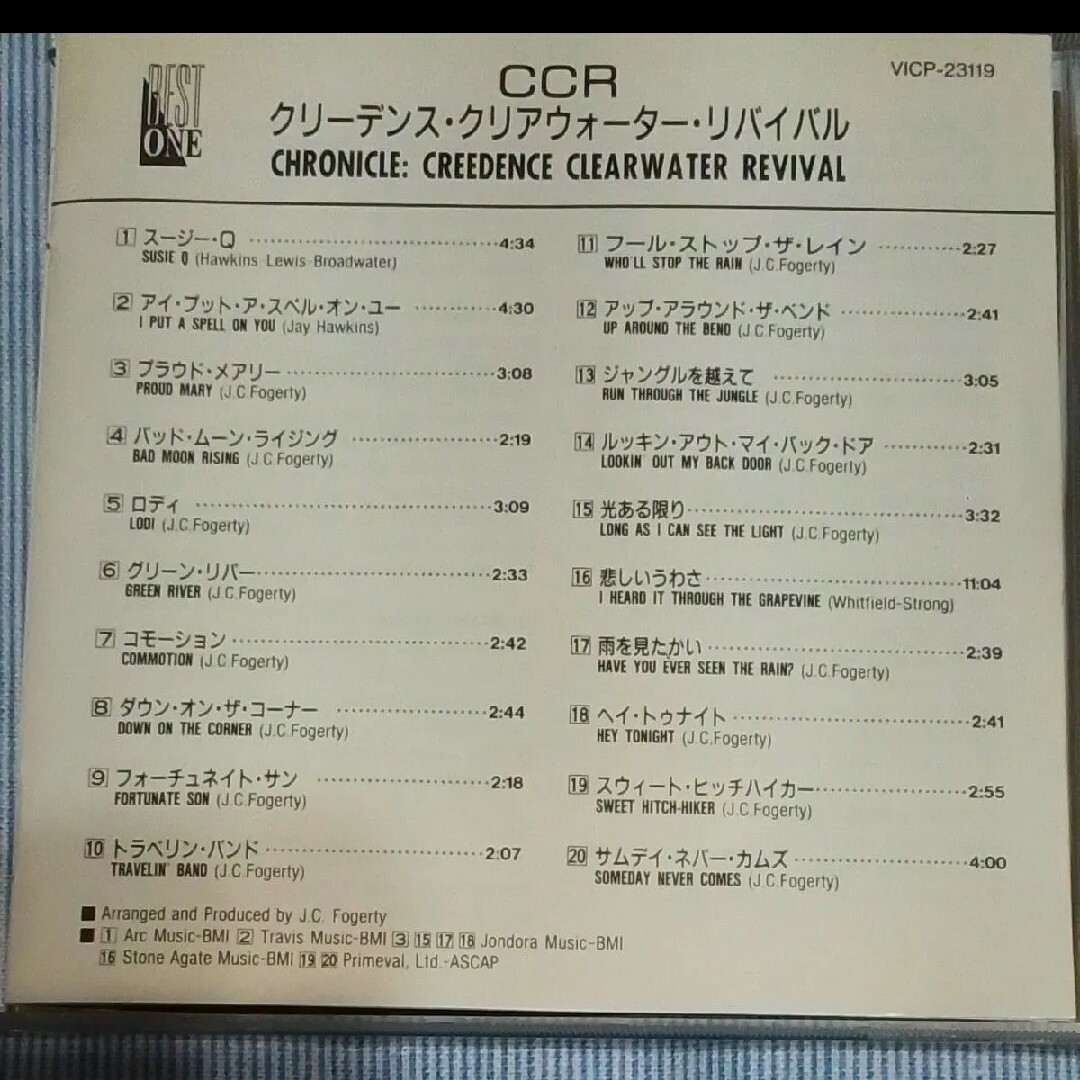 BEST
ONE
CCR
VICP-23119
クリーデンス・クリアウォーター・リバイバル
CHRONICLE: CREEDENCE CLEARWATER REVIVAL
1 スージー・Q ……………………………4:34
SUSIE Q (Hawkins-Lewis-Broadwater)
2 アイ・プット・ア・スペル・オン・ユー …………4:30
I PUT A SPELL ON YOU (Jay Hawkins)
3 プラウド・メアリー……………………………3:08
PROUD MARY (J.C.Fogerty)
4 バッド・ムーン・ライジング …………………2:19
BAD MOON RISING (J.C.Fogerty)
5 ロディ ……………………………………3:09
LODI (J.C.Fogerty)
6 グリーン・リバー……………………………2:33
GREEN RIVER (J.C.Fogerty)
7 コモーション ………………………………2:42
COMMOTION (J.C.Fogerty)
8 ダウン・オン・ザ・コーナー …………………2:44
DOWN ON THE CORNER (J.C.Fogerty)
9 フォーチュネイト・サン ……………………2:18
FORTUNATE SON (J.C.Fogerty)
10 トラベリン・バンド …………………………2:07
TRAVELIN' BAND (J.C.Fogerty)
11 フール・ストップ・ザ・レイン …………2:27
WHO'LL STOP THE RAIN (J.C.Fogerty)
12 アップ・アラウンド・ザ・ベンド ………………2:41
UP AROUND THE BEND (J.C.Fogerty)
13 ジャングルを越えて ………………………3:05
RUN THROUGH THE JUNGLE (J.C.Fogerty)
14 ルッキン・アウト・マイ・バック・ドア …………2:31
LOOKIN' OUT MY BACK DOOR (J.C.Fogerty)
15 光ある限り…………………………………3:32
LONG AS I CAN SEE THE LIGHT (J.C.Fogerty)
16 悲しいうわさ………………………………11:04
I HEARD IT THROUGH THE GRAPEVINE (Whitfield-Strong)
17 雨を見たかい ………………………………2:39
HAVE YOU EVER SEEN THE RAIN? (J.C.Fogerty)
18 ヘイ・トゥナイト ……………………………2:41
HEY TONIGHT (J.C.Fogerty)
19 スウィート・ヒッチハイカー…………………2:55
SWEET HITCH-HIKER (J.C.Fogerty)
20 サムデイ・ネバー・カムズ ……………………4:00
SOMEDAY NEVER COMES (J.C.Fogerty)
■ Arranged and Produced by J.C. Fogerty
■ 1 Arc Music-BMI 2 Travis Music-BMI 3 15 17 18 Jondora Music-BMI
16 Stone Agate Music-BMI 19 20 Primeval, Ltd.-ASCAP